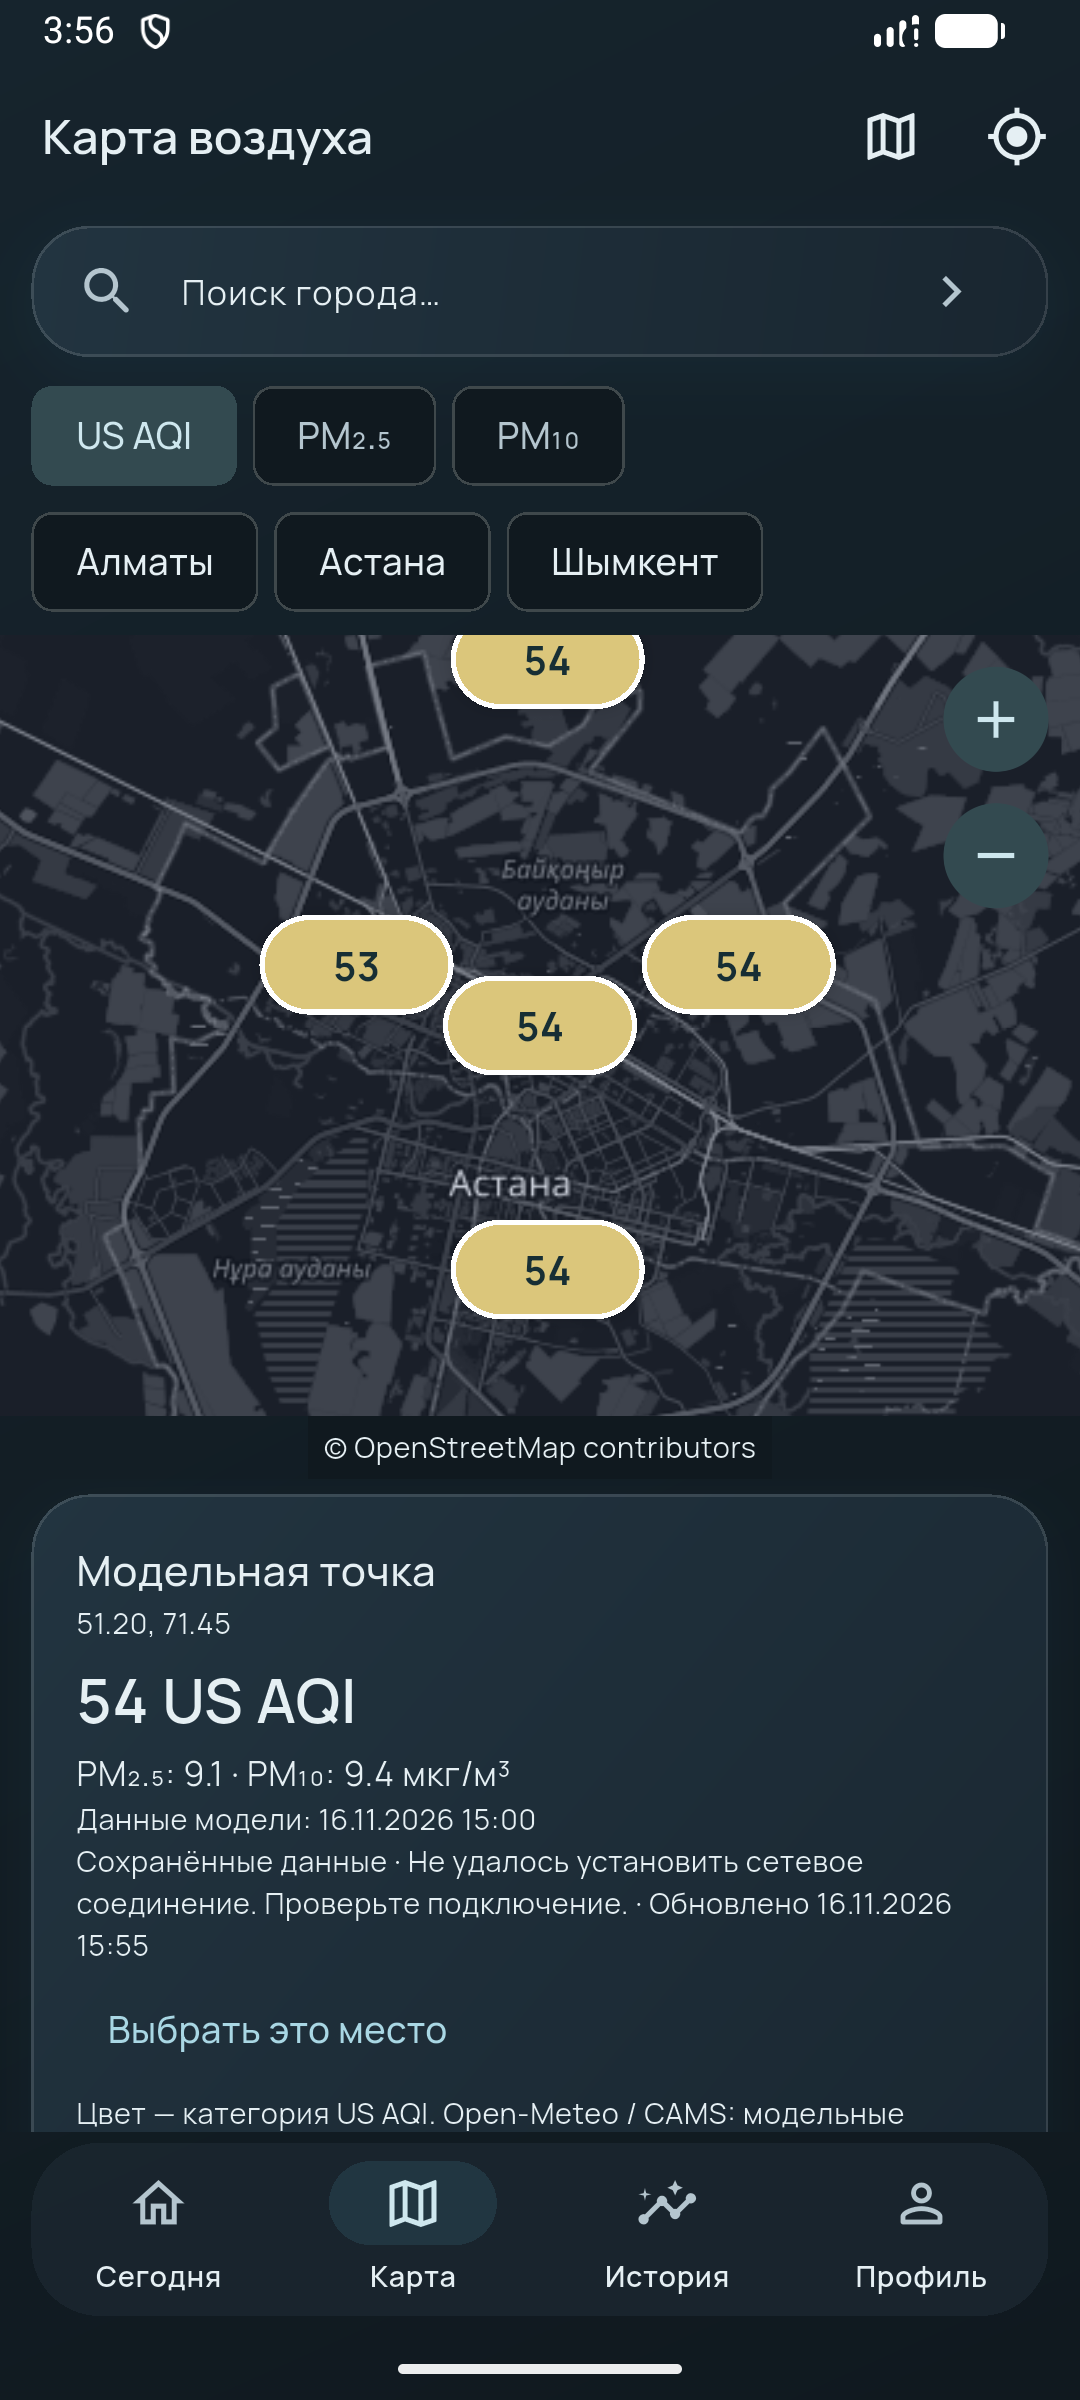 3:56
Карта воздуха
Поиск города...
US AQI
PM₂.₅
PM₁₀
Алматы
Астана
Шымкент
54
Байқоңыр
ауданы
53
54
54
Астана
54
Нұра ауданы
© OpenStreetMap contributors
Модельная точка
51.20, 71.45
54 US AQI
PM₂.₅: 9.1 · PM₁₀: 9.4 мкг/м³
Данные модели: 16.11.2026 15:00
Сохранённые данные · Не удалось установить сетевое
соединение. Проверьте подключение. · Обновлено 16.11.2026
15:55
Выбрать это место
Цвет — категория US AQI. Open-Meteo / CAMS: модельные
Сегодня
Карта
История
Профиль